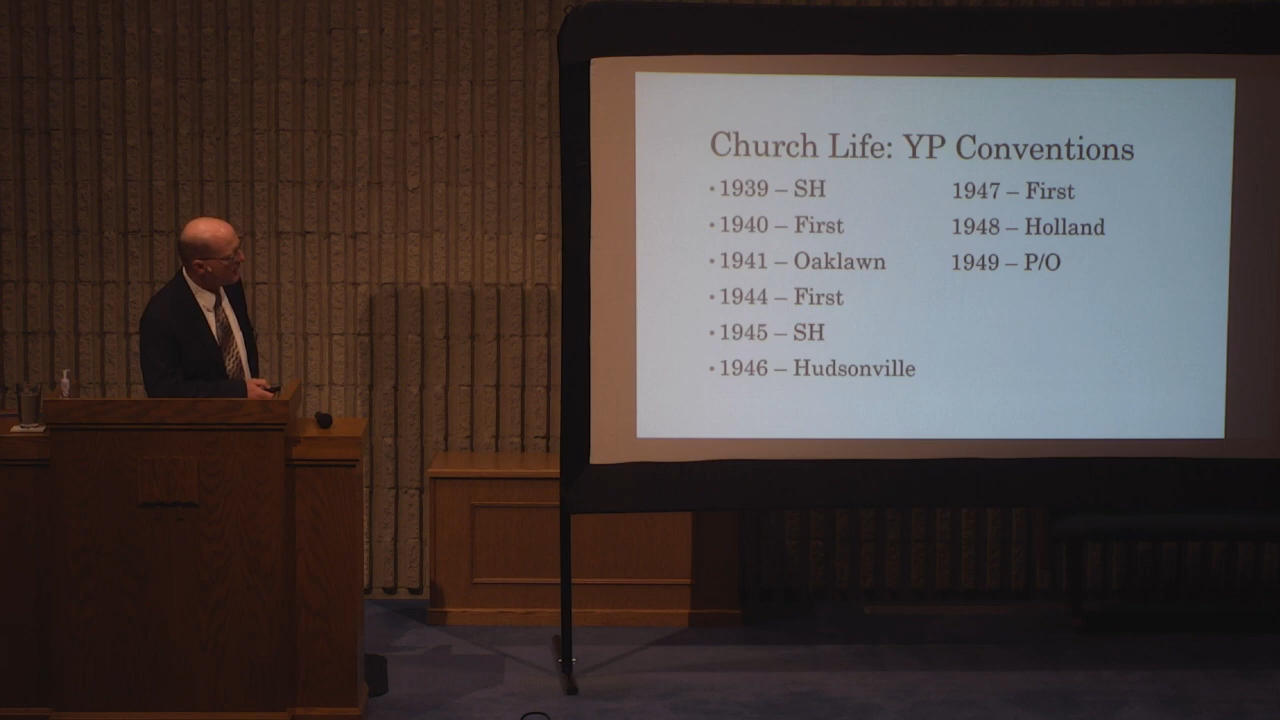 Church Life: YP Conventions
• 1939 – SH
• 1940 – First
• 1941 – Oaklawn
• 1944 – First
• 1945 – SH
• 1946 – Hudsonville
1947 – First
1948 – Holland
1949 – P/O